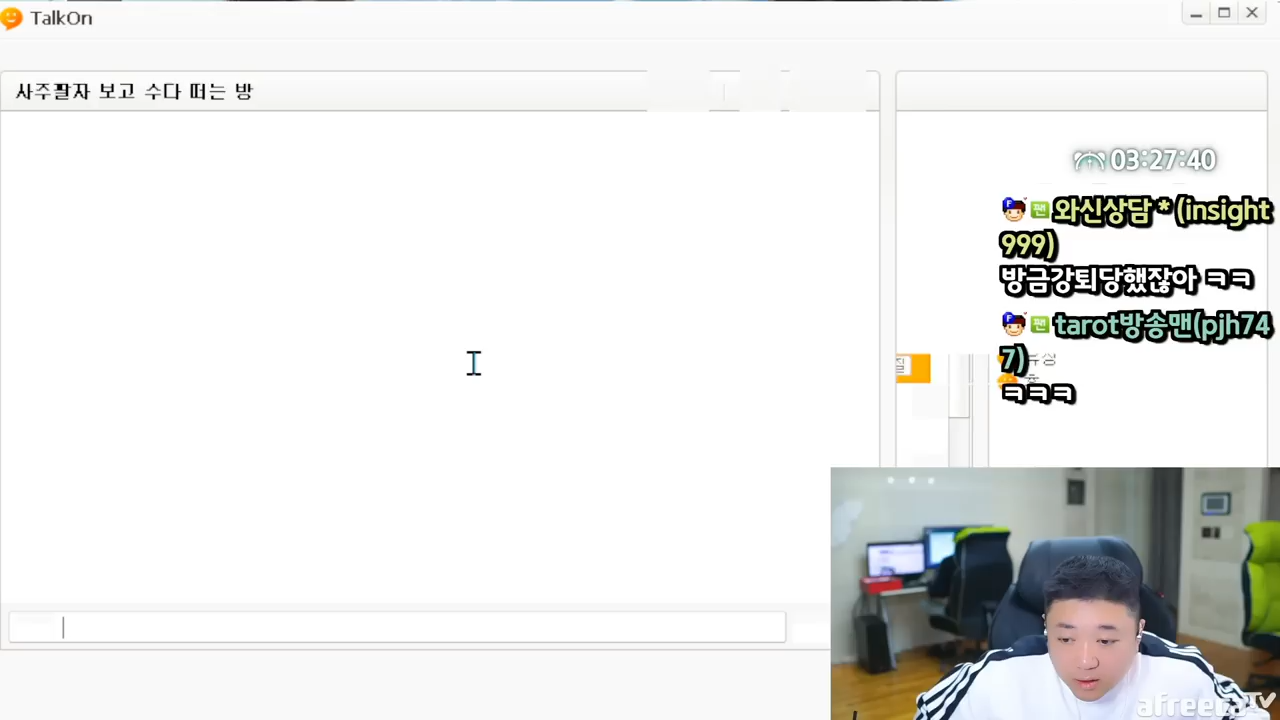 TalkOn
사주팔자 보고 수다 떠는 방
03:27:40
와신상담*(insight
999)
방금강퇴당했잖아 ㅋㅋ
tarot방송맨(pjh74
7)
ㅋㅋㅋ
afreecaTV